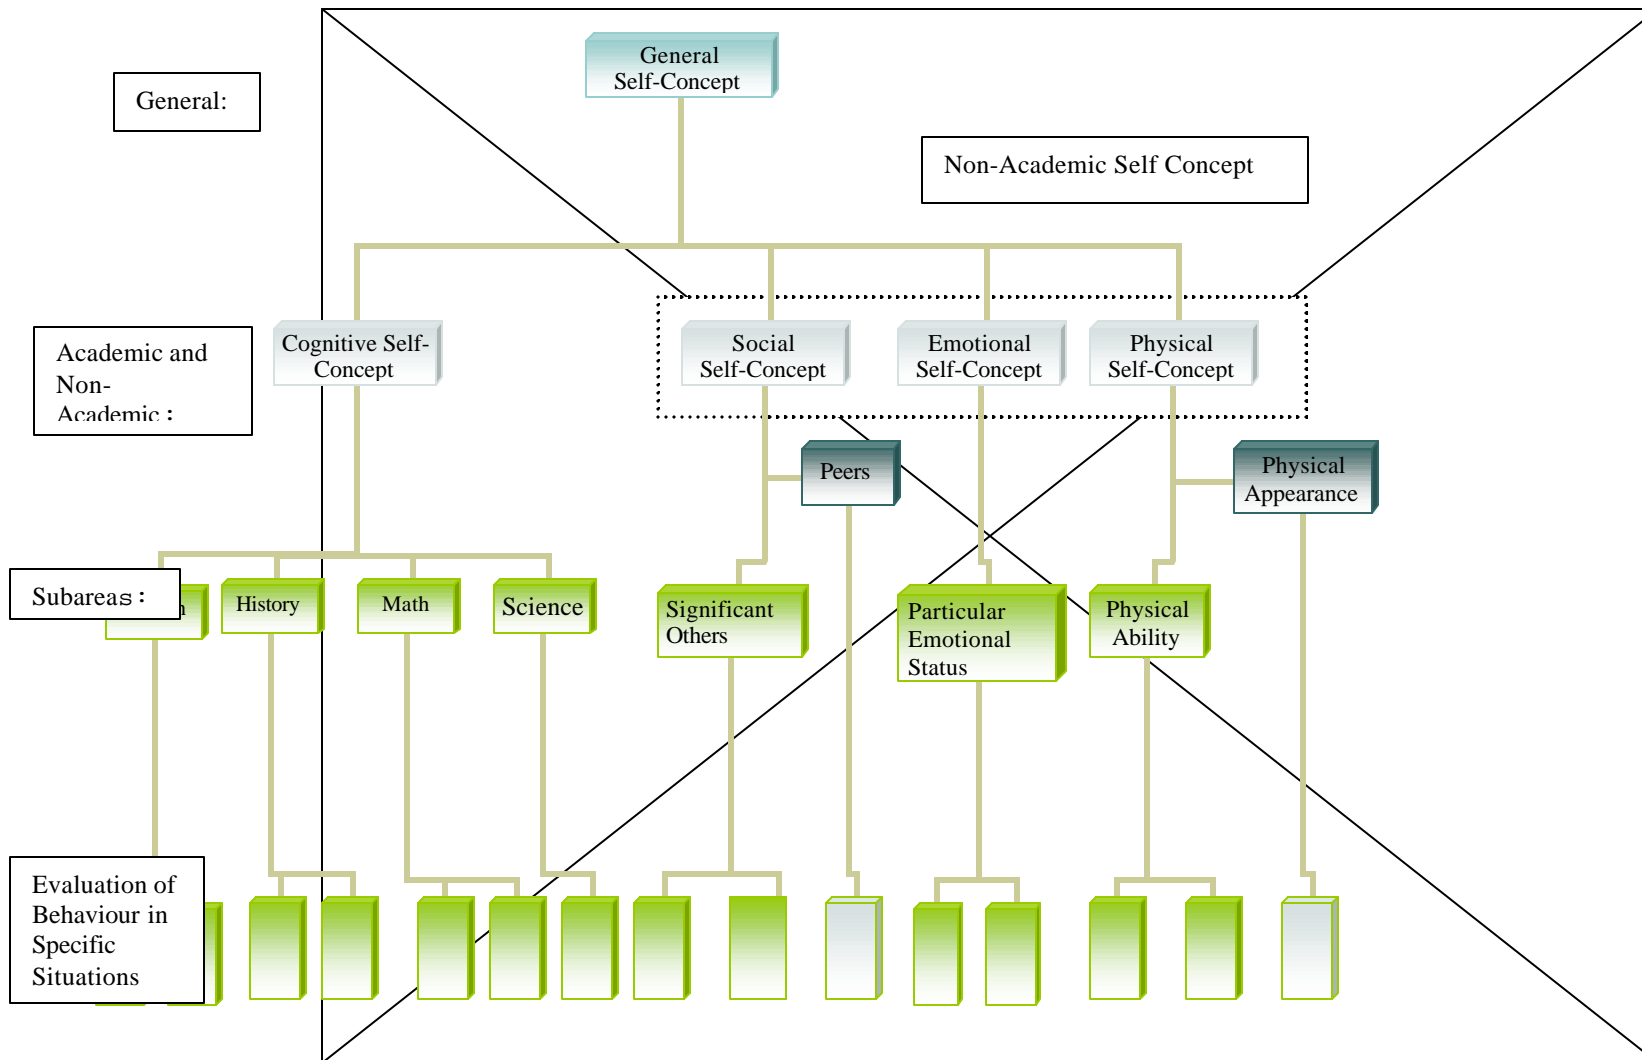 General
Self-Concept
General:
Non-Academic Self Concept
Academic and
Non-
Academic :
Cognitive Self-
Concept
Social
Self-Concept
Emotional
Self-Concept
Physical
Self-Concept
Peers
Physical
Appearance
Subareas :
History
Math
Science
Significant
Others
Particular
Emotional
Status
Physical
Ability
Evaluation of
Behaviour in
Specific
Situations